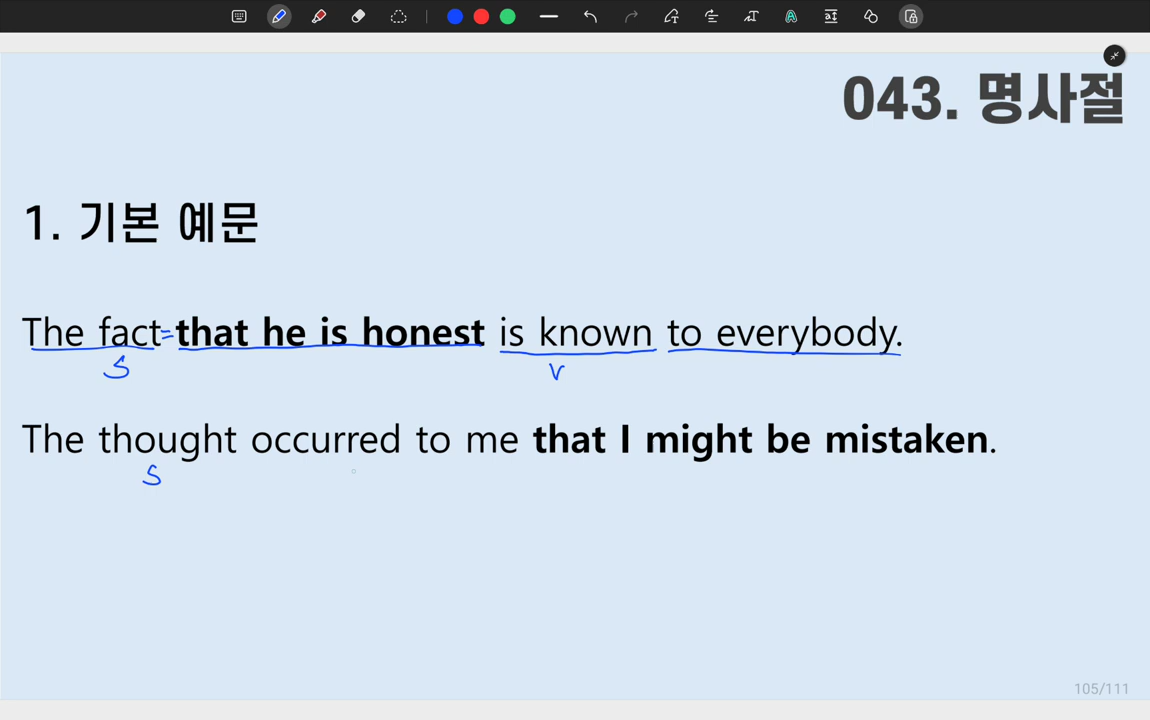 043. 명사절
1. 기본 예문
The fact=that he is honest is known to everybody.
S V
The thought occurred to me that I might be mistaken.
S
105/111